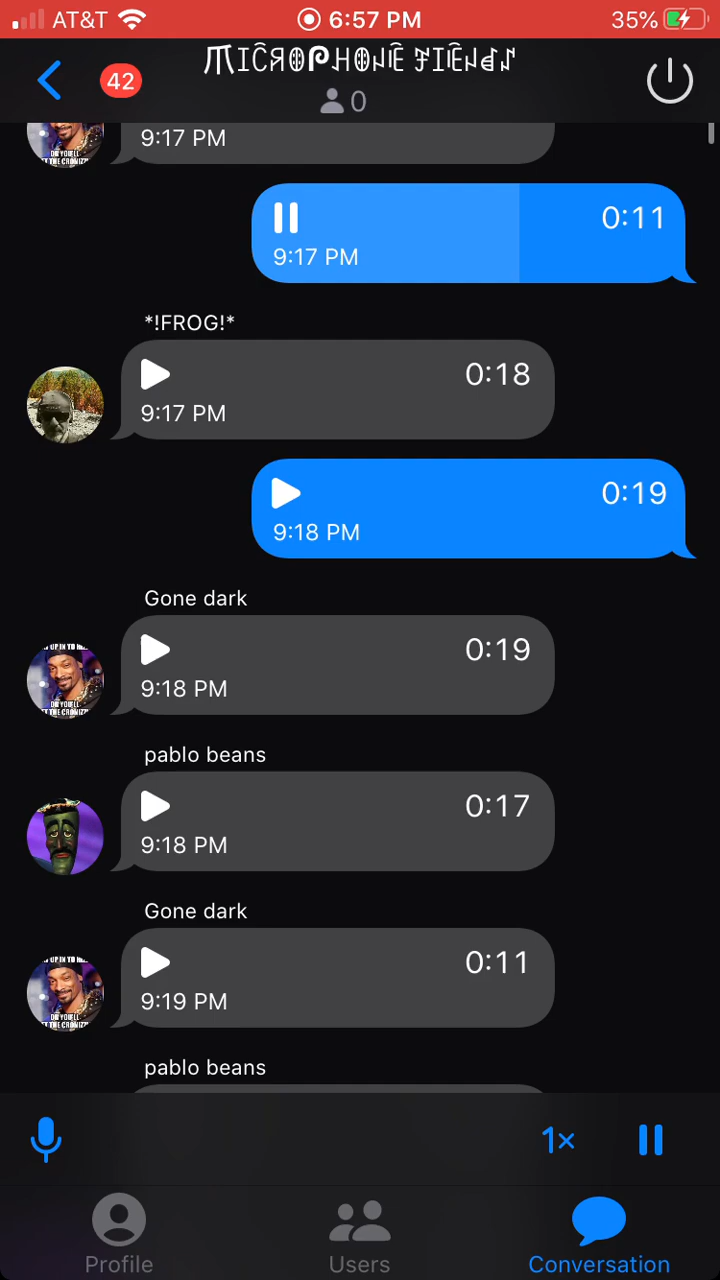 AT&T
6:57 PM
35%
42
MICROPHONE FIENDS
0
9:17 PM
0:11
9:17 PM
*!FROG!*
0:18
9:17 PM
0:19
9:18 PM
Gone dark
0:19
9:18 PM
pablo beans
0:17
9:18 PM
Gone dark
0:11
9:19 PM
pablo beans
1×
Profile
Users
Conversation